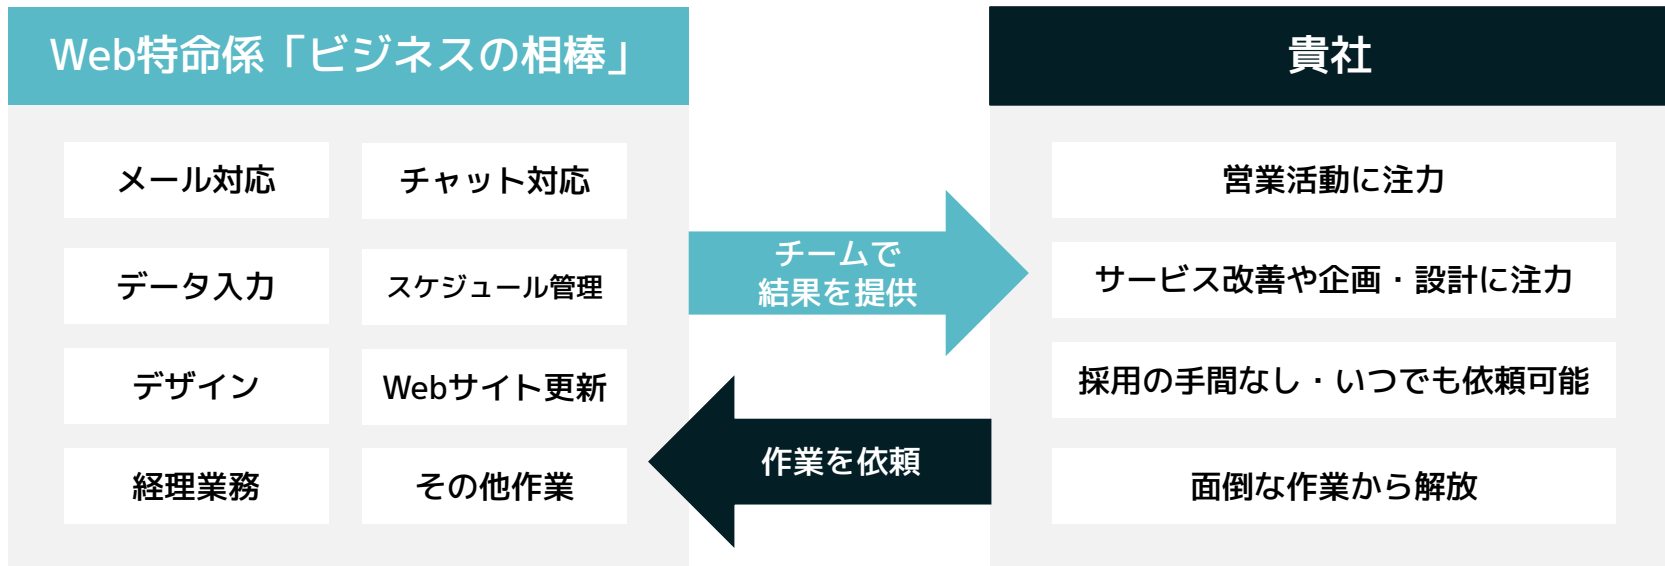 Web特命係「ビジネスの相棒」
メール対応
チャット対応
データ入力
スケジュール管理
デザイン
Webサイト更新
経理業務
その他作業
チームで
結果を提供
作業を依頼
貴社
営業活動に注力
サービス改善や企画・設計に注力
採用の手間なし・いつでも依頼可能
面倒な作業から解放